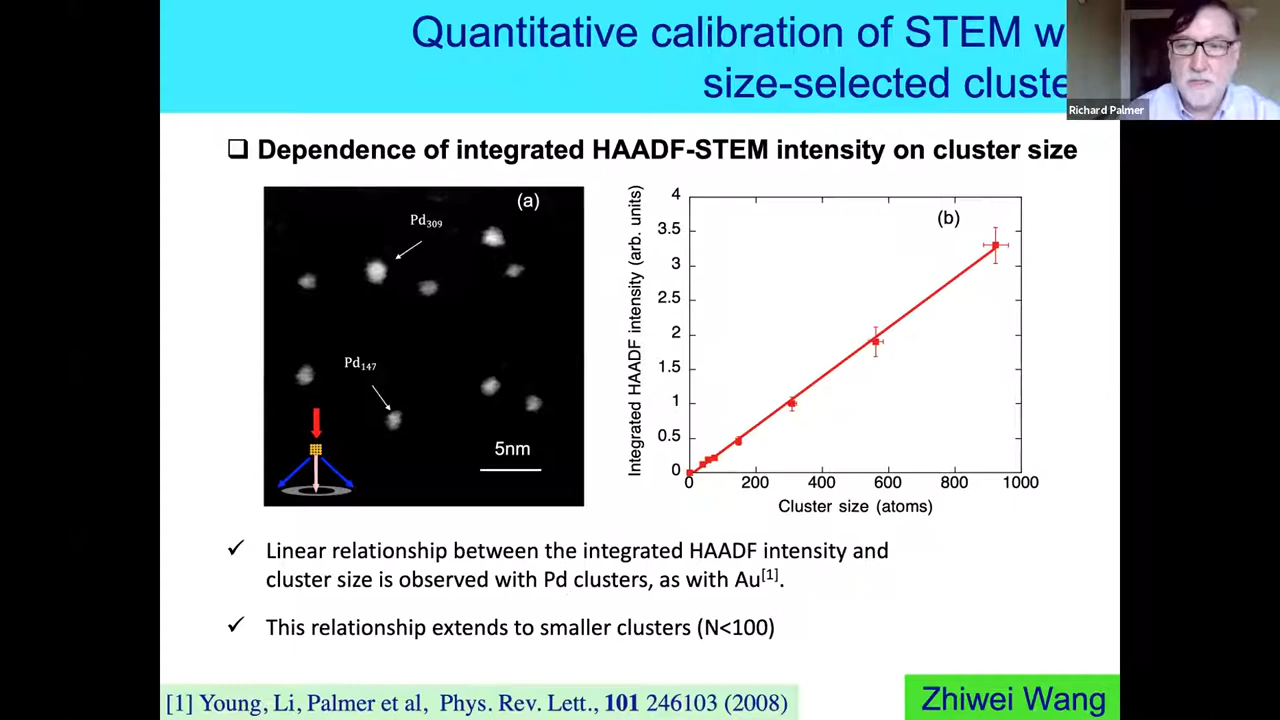 Quantitative calibration of STEM w
size-selected cluste
Richard Palmer
❑ Dependence of integrated HAADF-STEM intensity on cluster size
(a)
Pd309
Pd147
5nm
Integrated HAADF intensity (arb. units)
4
3.5
3
2.5
2
1.5
1
0.5
0
(b)
0 200 400 600 800 1000
Cluster size (atoms)
✓ Linear relationship between the integrated HAADF intensity and
cluster size is observed with Pd clusters, as with Au[1].
✓ This relationship extends to smaller clusters (N<100)
[1] Young, Li, Palmer et al, Phys. Rev. Lett., 101 246103 (2008)
Zhiwei Wang